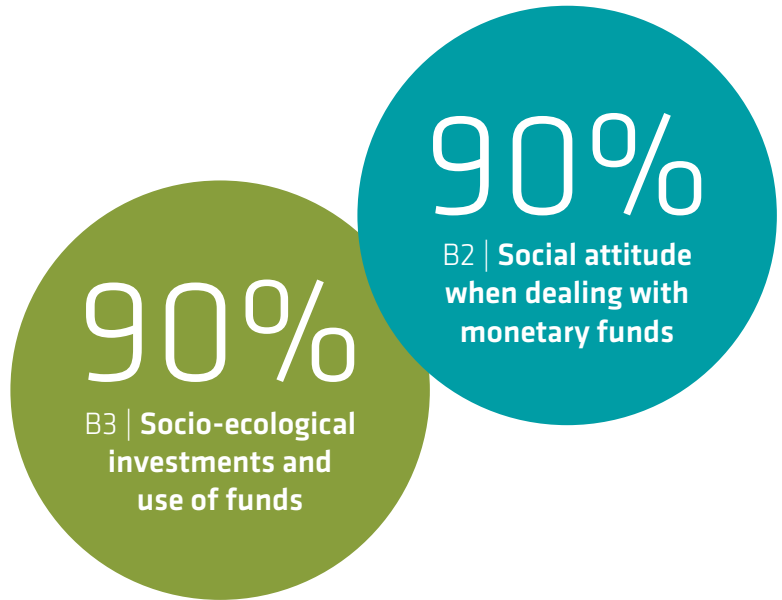 90%
B2 | Social attitude
when dealing with
monetary funds
90%
B3 | Socio-ecological
investments and
use of funds